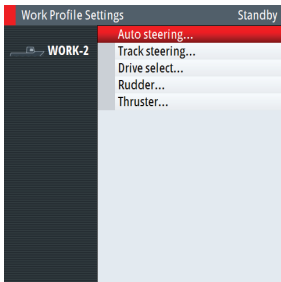 Work Profile Settings Standby
WORK-2
Auto steering...
Track steering...
Drive select...
Rudder...
Thruster...